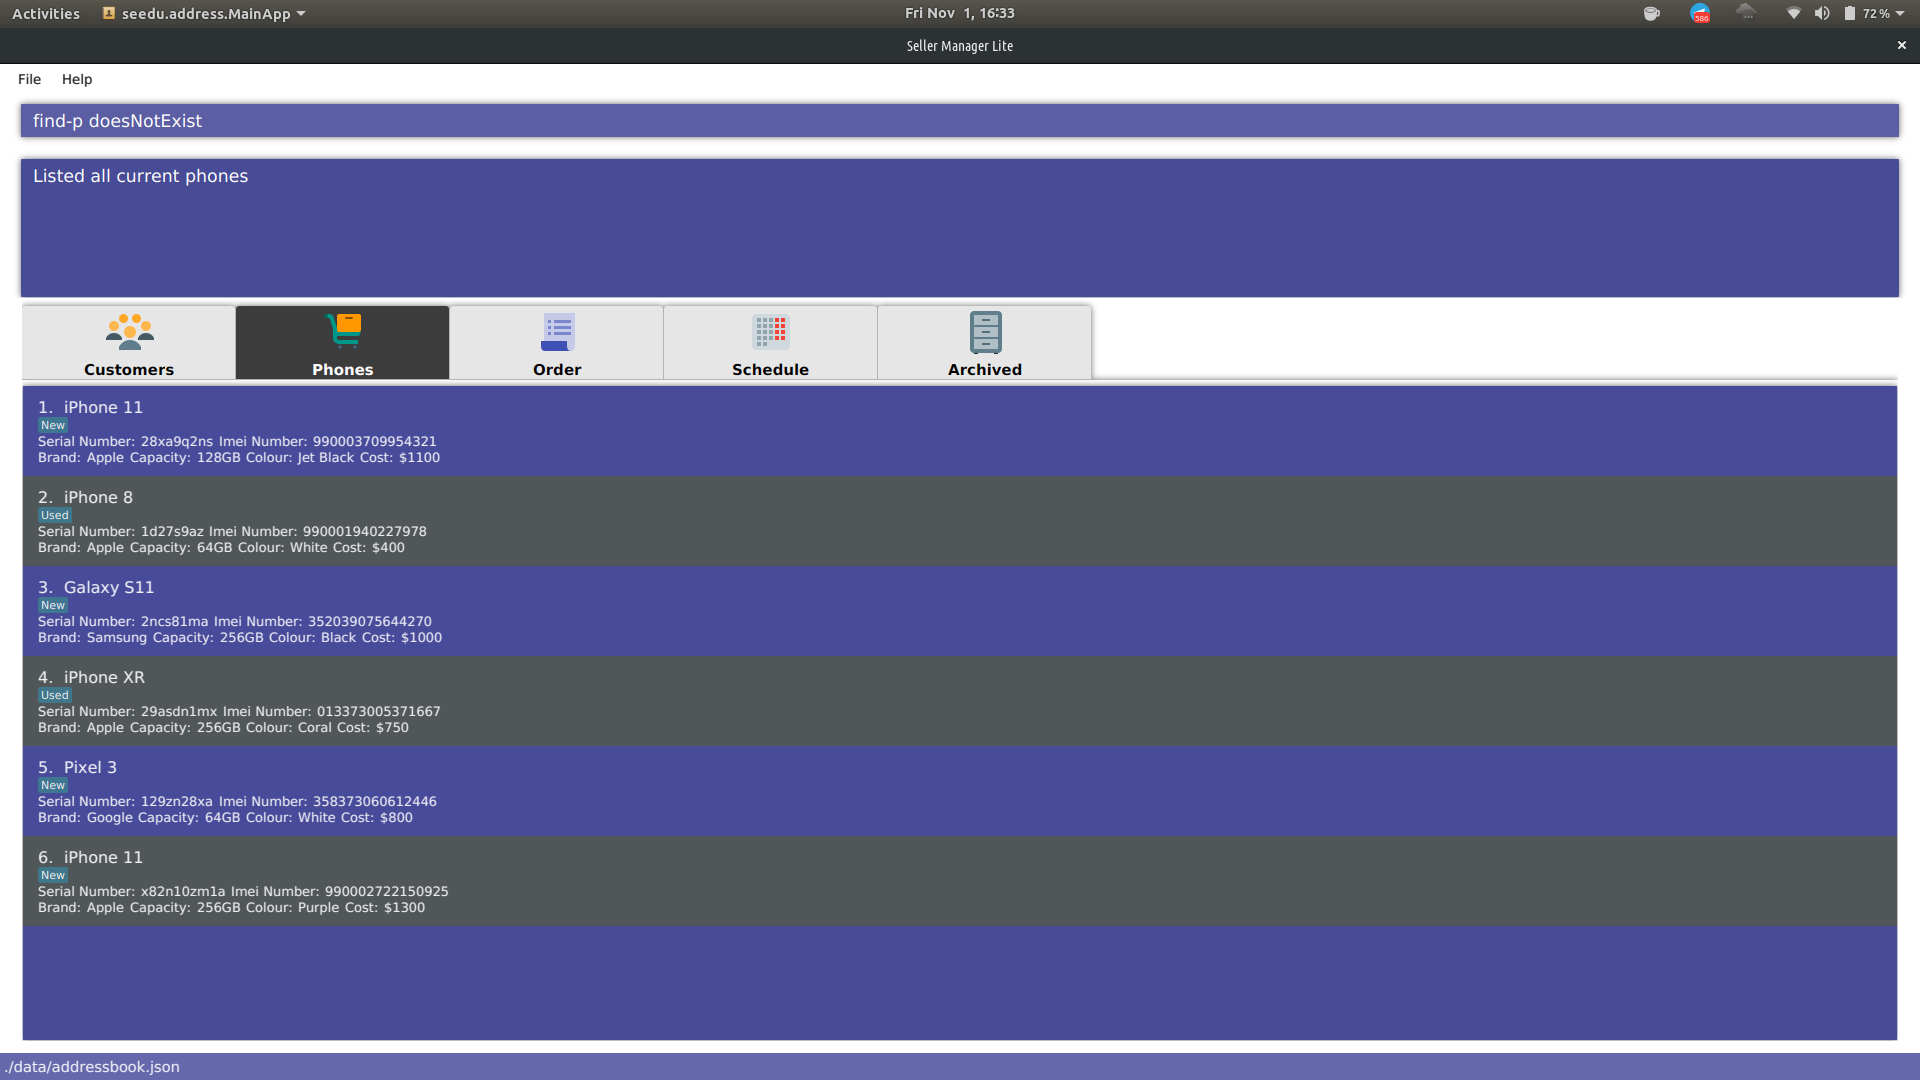 Activities seedu.address.MainApp Fri Nov 1, 16:33 586 72 %
Seller Manager Lite
File Help
find-p doesNotExist
Listed all current phones
Customers Phones Order Schedule Archived
1. iPhone 11
New
Serial Number: 28xa9q2ns Imei Number: 990003709954321
Brand: Apple Capacity: 128GB Colour: Jet Black Cost: $1100
2. iPhone 8
Used
Serial Number: 1d27s9az Imei Number: 990001940227978
Brand: Apple Capacity: 64GB Colour: White Cost: $400
3. Galaxy S11
New
Serial Number: 2ncs81ma Imei Number: 352039075644270
Brand: Samsung Capacity: 256GB Colour: Black Cost: $1000
4. iPhone XR
Used
Serial Number: 29asdn1mx Imei Number: 013373005371667
Brand: Apple Capacity: 256GB Colour: Coral Cost: $750
5. Pixel 3
New
Serial Number: 129zn28xa Imei Number: 358373060612446
Brand: Google Capacity: 64GB Colour: White Cost: $800
6. iPhone 11
New
Serial Number: x82n10zm1a Imei Number: 990002722150925
Brand: Apple Capacity: 256GB Colour: Purple Cost: $1300
./data/addressbook.json